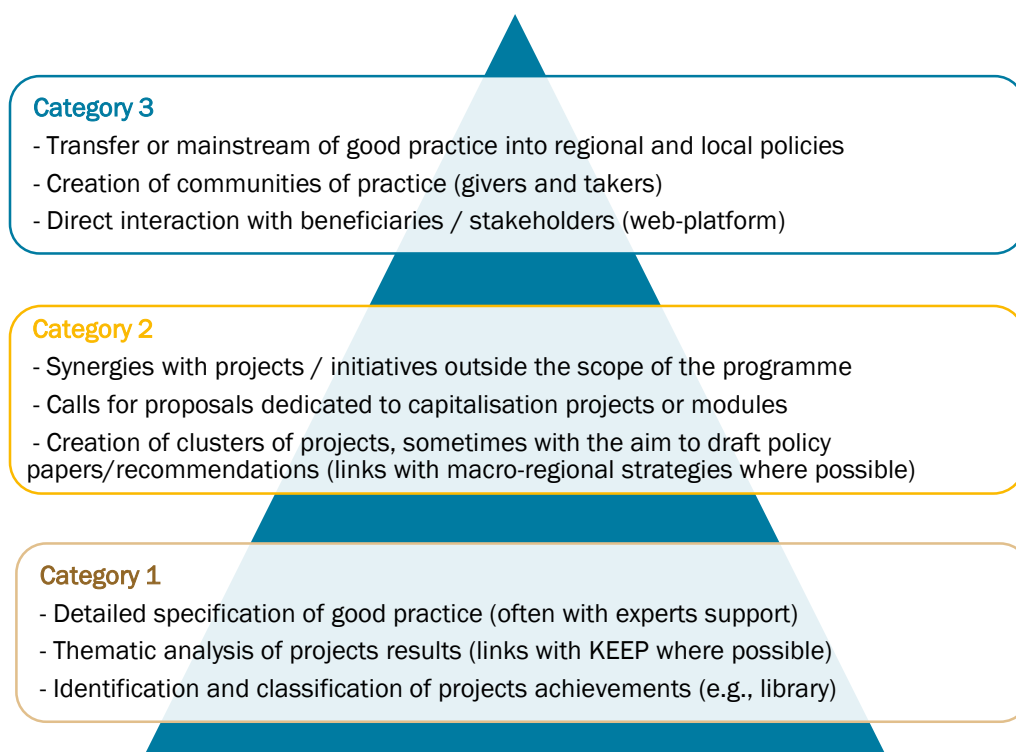 Category 3
- Transfer or mainstream of good practice into regional and local policies
- Creation of communities of practice (givers and takers)
- Direct interaction with beneficiaries / stakeholders (web-platform)
Category 2
- Synergies with projects / initiatives outside the scope of the programme
- Calls for proposals dedicated to capitalisation projects or modules
- Creation of clusters of projects, sometimes with the aim to draft policy
papers/recommendations (links with macro-regional strategies where possible)
Category 1
- Detailed specification of good practice (often with experts support)
- Thematic analysis of projects results (links with KEEP where possible)
- Identification and classification of projects achievements (e.g., library)